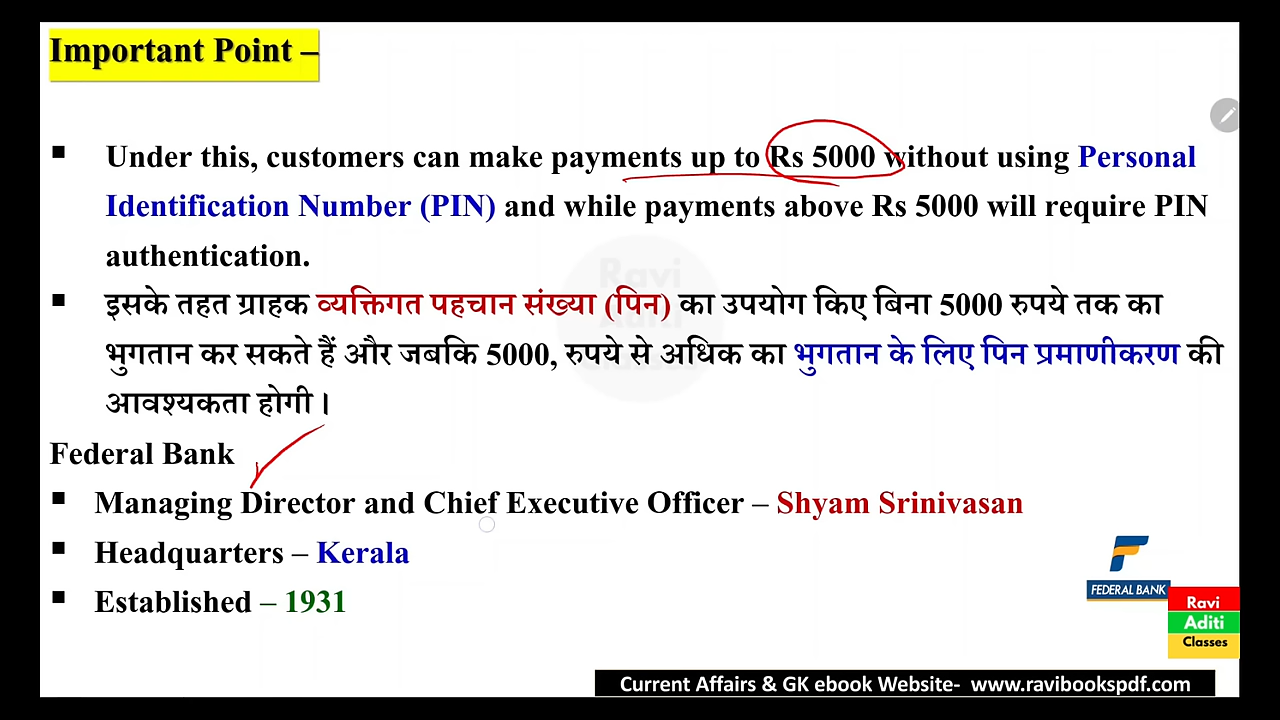 Important Point –
▪ Under this, customers can make payments up to Rs 5000 without using Personal
Identification Number (PIN) and while payments above Rs 5000 will require PIN
authentication.
▪ इसके तहत ग्राहक व्यक्तिगत पहचान संख्या (पिन) का उपयोग किए बिना 5000 रुपये तक का
भुगतान कर सकते हैं और जबकि 5000, रुपये से अधिक का भुगतान के लिए पिन प्रमाणीकरण की
आवश्यकता होगी।
Federal Bank
▪ Managing Director and Chief Executive Officer – Shyam Srinivasan
▪ Headquarters – Kerala
▪ Established – 1931
FEDERAL BANK
Ravi
Aditi
Classes
Current Affairs & GK ebook Website- www.ravibookspdf.com
Ravi
Aditi